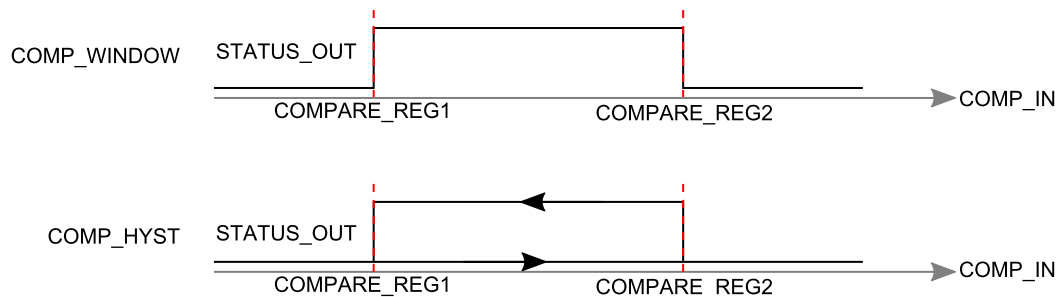 COMP_WINDOW STATUS_OUT
COMP_IN
COMPARE_REG1 COMPARE_REG2
COMP_HYST STATUS_OUT
COMP_IN
COMPARE_REG1 COMPARE REG2